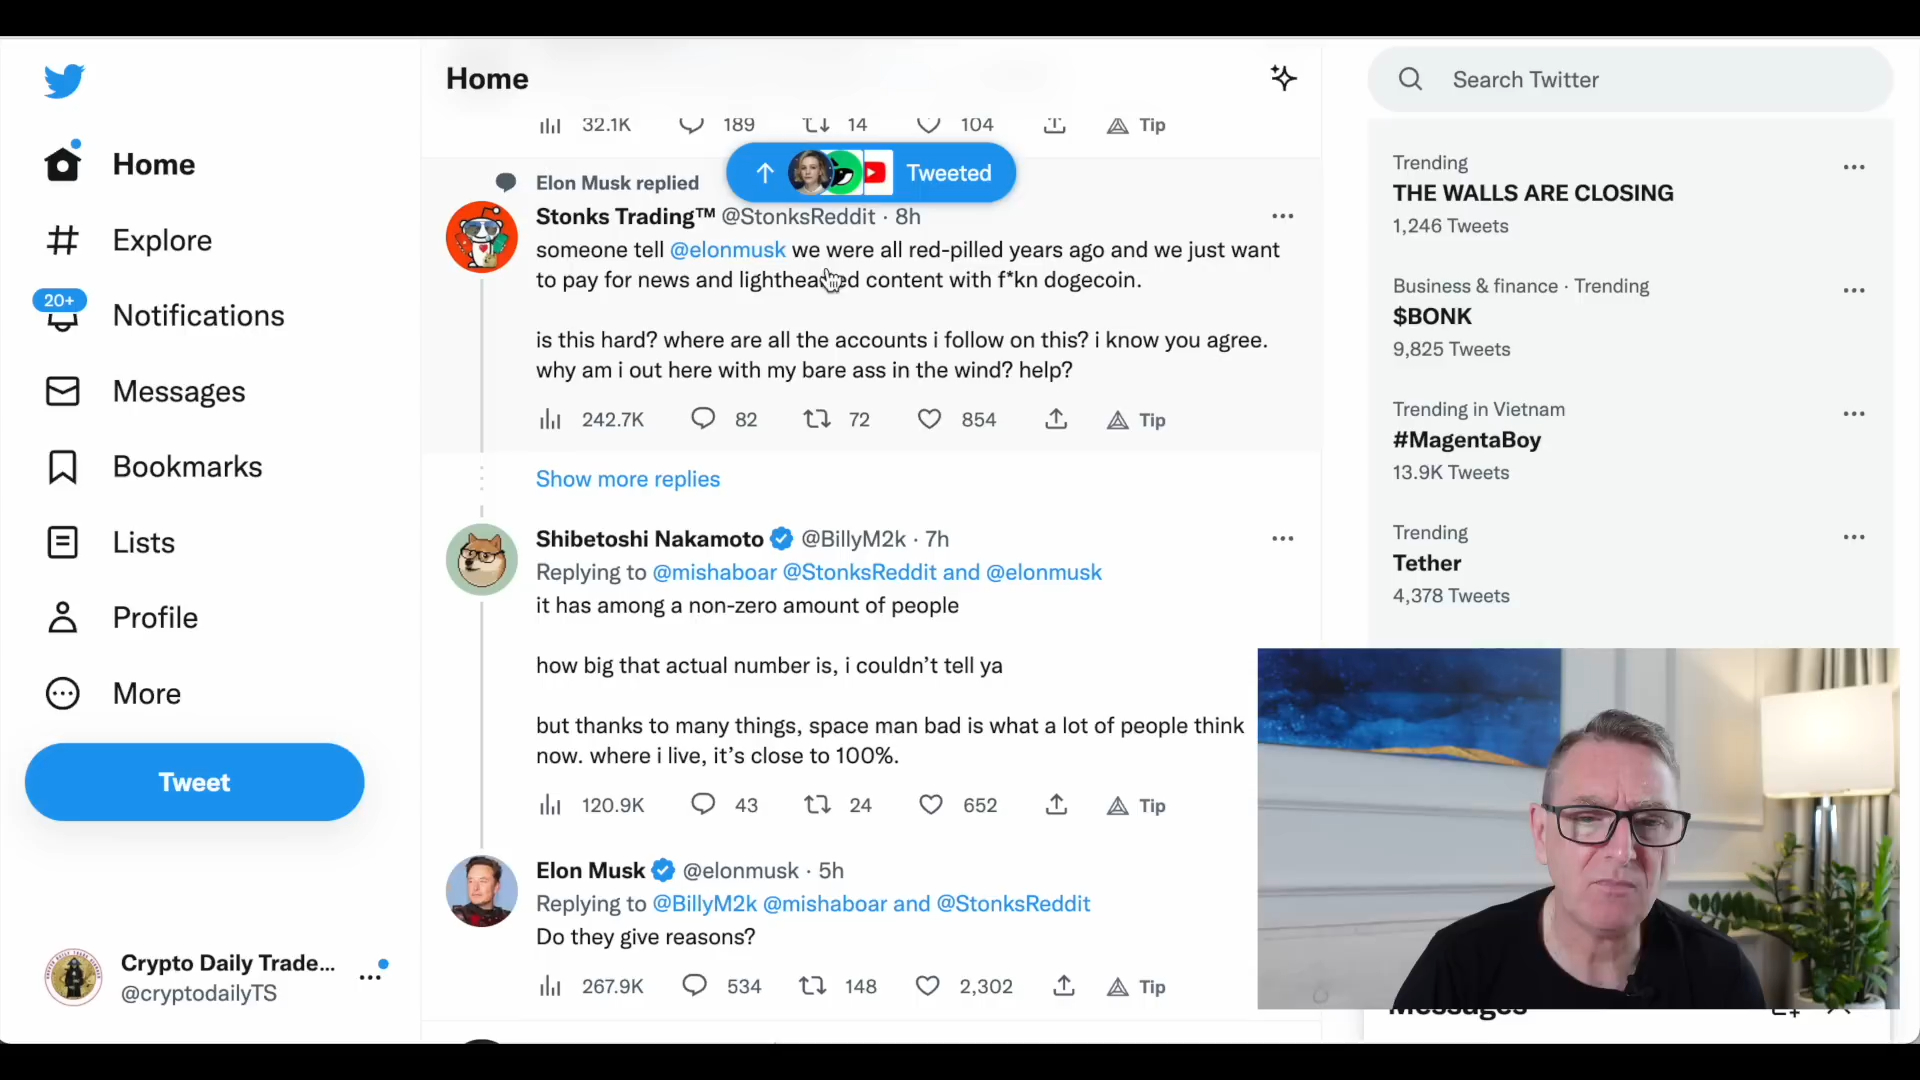 Home
Explore
20+
Notifications
Messages
Bookmarks
Lists
Profile
More
Tweet
Crypto Daily Trade...
@cryptodailyTS
Home
32.1K 189 14 104 Tip
Tweeted
Elon Musk replied
Stonks Trading™ @StonksReddit · 8h
someone tell @elonmusk we were all red-pilled years ago and we just want
to pay for news and lighthearted content with f*kn dogecoin.
is this hard? where are all the accounts i follow on this? i know you agree.
why am i out here with my bare ass in the wind? help?
242.7K 82 72 854 Tip
Show more replies
Shibetoshi Nakamoto @BillyM2k · 7h
Replying to @mishaboar @StonksReddit and @elonmusk
it has among a non-zero amount of people
how big that actual number is, i couldn’t tell ya
but thanks to many things, space man bad is what a lot of people think
now. where i live, it’s close to 100%.
120.9K 43 24 652 Tip
Elon Musk @elonmusk · 5h
Replying to @BillyM2k @mishaboar and @StonksReddit
Do they give reasons?
267.9K 534 148 2,302 Tip
Search Twitter
Trending
THE WALLS ARE CLOSING
1,246 Tweets
Business & finance · Trending
$BONK
9,825 Tweets
Trending in Vietnam
#MagentaBoy
13.9K Tweets
Trending
Tether
4,378 Tweets
Messages